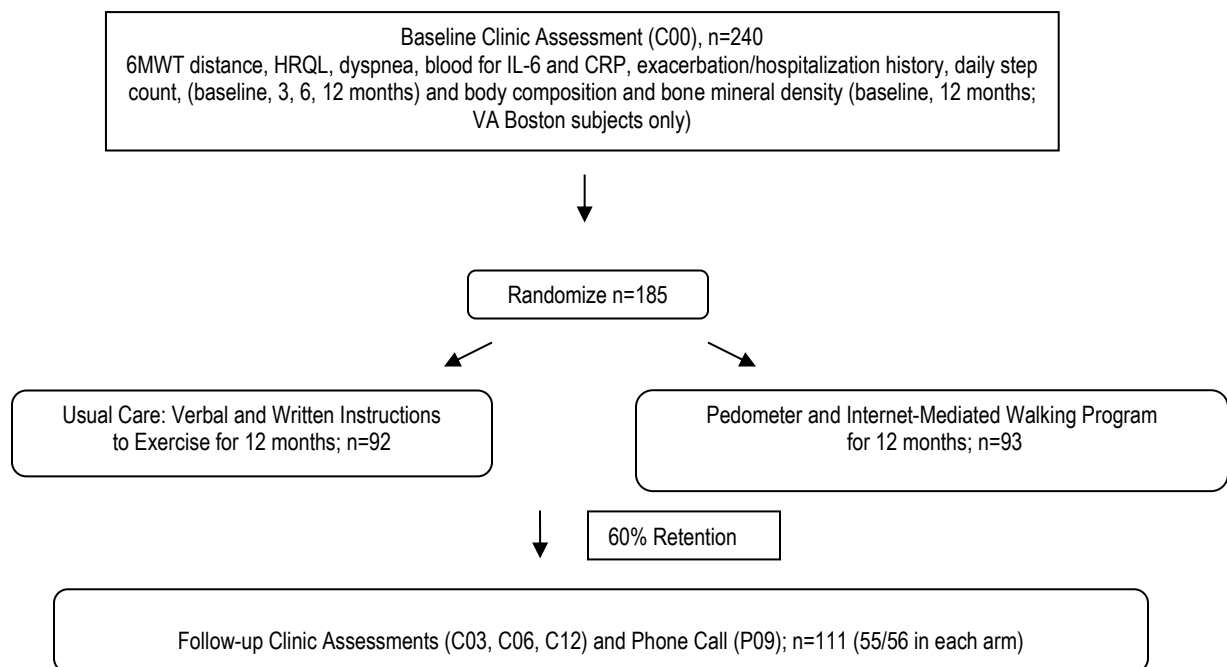 Baseline Clinic Assessment (C00), n=240
6MWT distance, HRQL, dyspnea, blood for IL-6 and CRP, exacerbation/hospitalization history, daily step
count, (baseline, 3, 6, 12 months) and body composition and bone mineral density (baseline, 12 months;
VA Boston subjects only)
Randomize n=185
Usual Care: Verbal and Written Instructions
to Exercise for 12 months; n=92
Pedometer and Internet-Mediated Walking Program
for 12 months; n=93
60% Retention
Follow-up Clinic Assessments (C03, C06, C12) and Phone Call (P09); n=111 (55/56 in each arm)